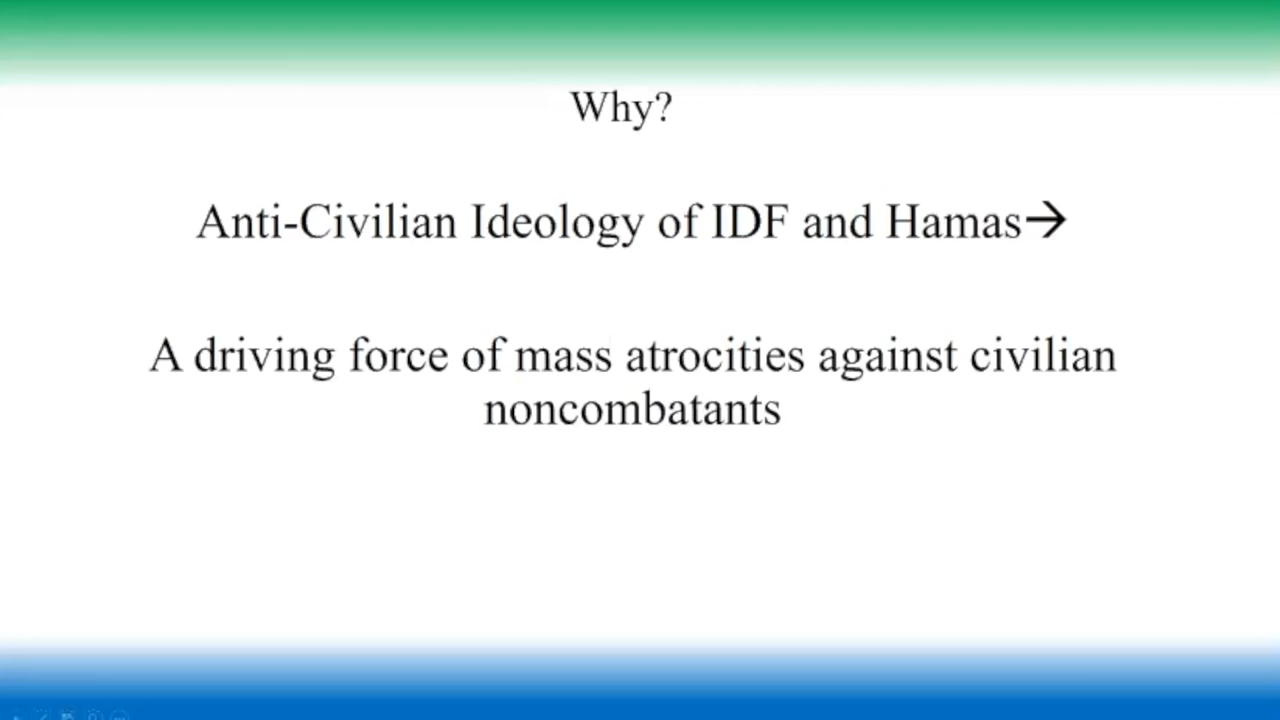 Why?
Anti-Civilian Ideology of IDF and Hamas→
A driving force of mass atrocities against civilian
noncombatants